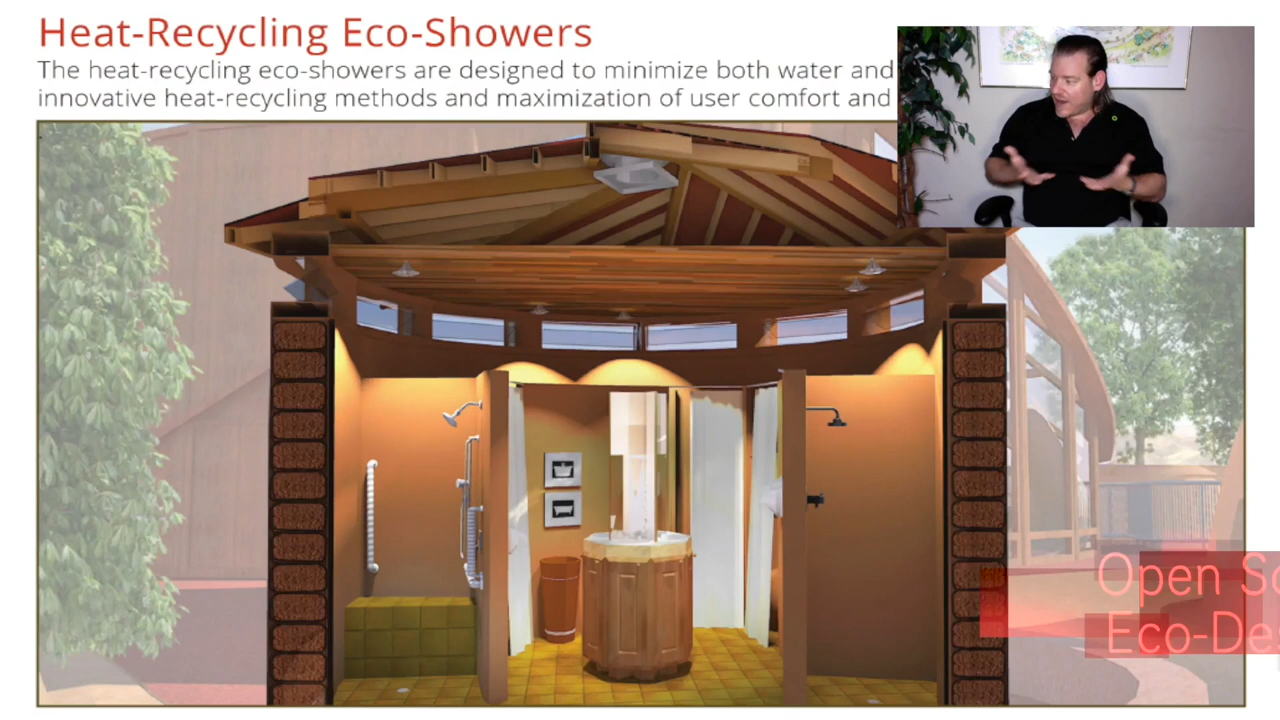 Heat-Recycling Eco-Showers
The heat-recycling eco-showers are designed to minimize both water and
innovative heat-recycling methods and maximization of user comfort and
Open